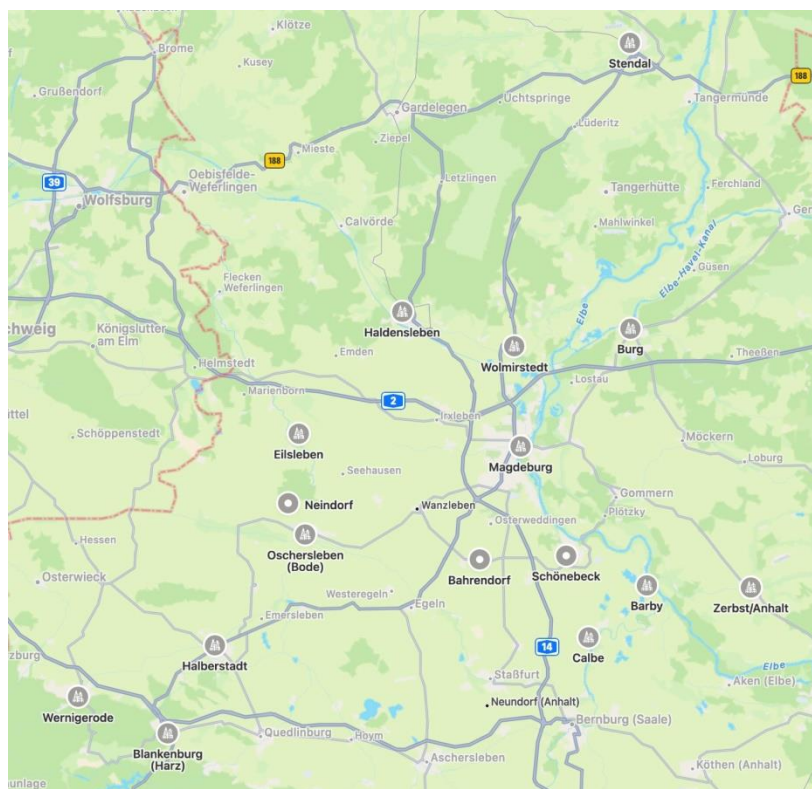 Klötze
Brome
Stendal
Kusey
188
Grußendorf
Gardelegen
Uchtspringe
Tangermünde
Lüderitz
Ziepel
Mieste
188
39
Oebisfelde-
Weferlingen
Letzlingen
Wolfsburg
Tangerhütte
Ferchland
Calvörde
Mahlwinkel
Gen
Elbe-Havel-Kanal
Güsen
Flecken
Weferlingen
Elbe
Haldensleben
Burg
chweig
Königslutter
am Elm
Emden
Wolmirstedt
Theeßen
Helmstedt
Lostau
Marienborn
2
Irxleben
Schöppenstedt
Möckern
Eilsleben
Magdeburg
Loburg
Seehausen
Gommern
Neindorf
Wanzleben
Plötzky
Osterweddingen
Hessen
Oschersleben
(Bode)
Osterwieck
Bahrendorf
Schönebeck
Westeregeln
Barby
Zerbst/Anhalt
Egeln
Emersleben
14
Halberstadt
Calbe
Elbe
Staßfurt
Aken (Elbe)
Wernigerode
Neundorf (Anhalt)
Bernburg (Saale)
Blankenburg
(Harz)
Quedlinburg
Hoym
Aschersleben
Köthen (Anhalt)
unlage